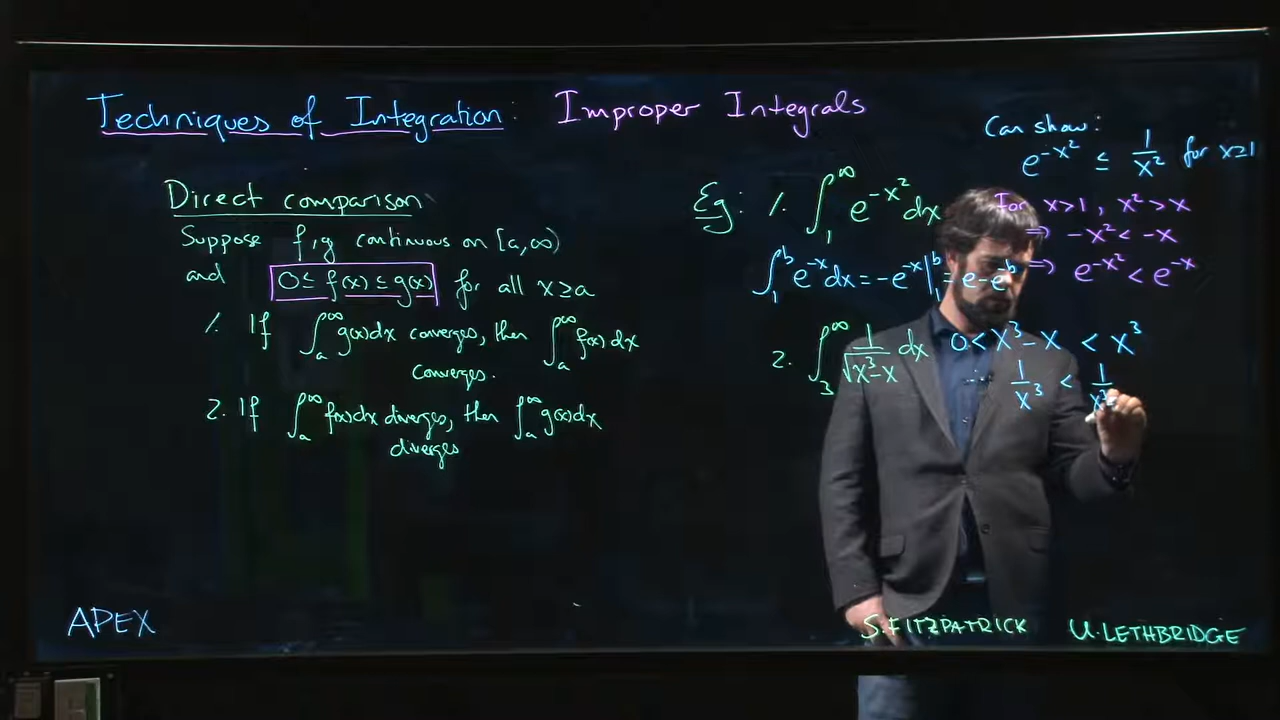 Techniques of Integration: Improper Integrals
Direct comparison
Suppose f, g continuous on [a,∞)
and 0≤ f(x) ≤ g(x) for all x≥a
1. If ∫_a^∞ g(x)dx converges, then ∫_a^∞ f(x) dx
converges.
2. If ∫_a^∞ f(x)dx diverges, then ∫_a^∞ g(x)dx
diverges
Can show:
e^{-x^2} ≤ 1/x^2 for x≥1
Eg: 1. ∫_1^∞ e^{-x^2} dx
For x>1, x^2>x
⇒ -x^2 < -x
⇒ e^{-x^2} < e^{-x}
∫_1^b e^{-x}dx = -e^{-x}|_1^b = e-e^{-b}
2. ∫_3^∞ 1/√(x^3-x) dx 0< x^3-x < x^3
∴ 1/x^3 < 1/x^3
APEX
S. FITZPATRICK U. LETHBRIDGE